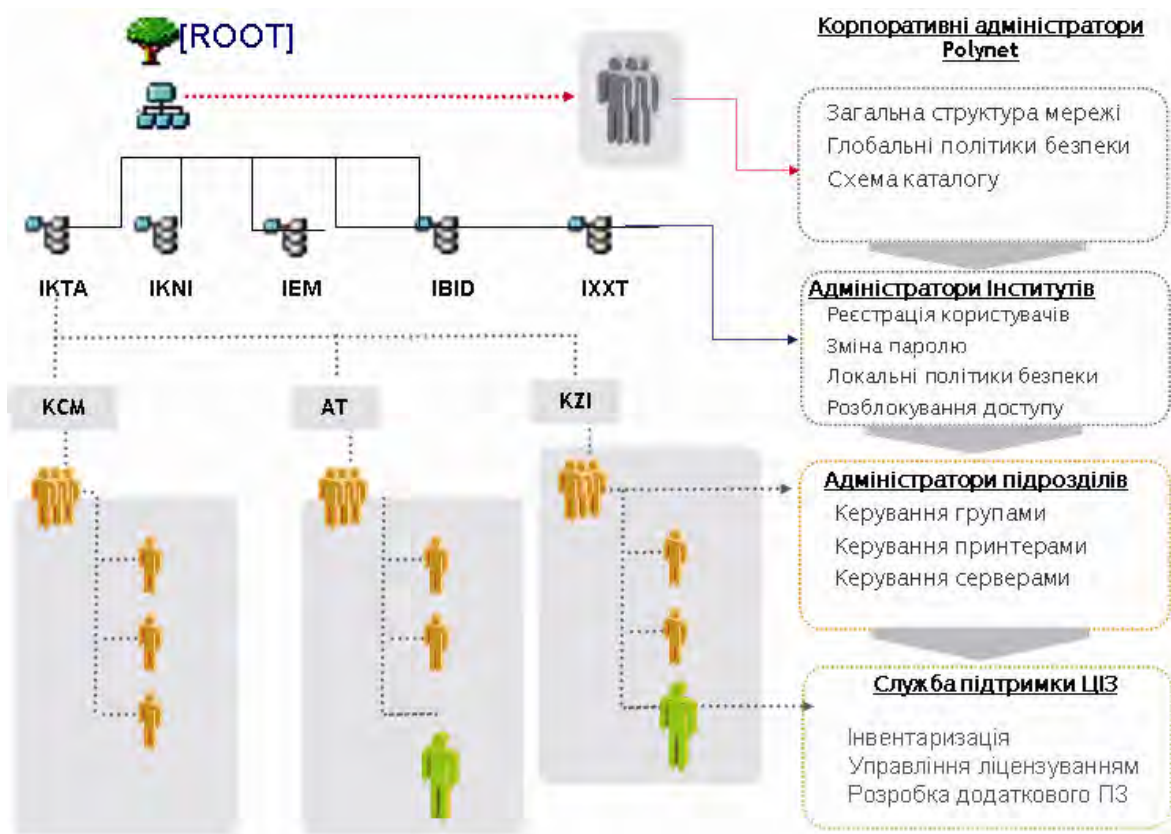 [ROOT]
IKTA
IKNI
IEM
IBID
IXXT
KCM
AT
KZI
Корпоративні адміністратори
Polynet
Загальна структура мережі
Глобальні політики безпеки
Схема каталогу
Адміністратори Інститутів
Реєстрація користувачів
Зміна паролю
Локальні політики безпеки
Розблокування доступу
Адміністратори підрозділів
Керування групами
Керування принтерами
Керування серверами
Служба підтримки ЦІЗ
Інвентаризація
Управління ліцензуванням
Розробка додаткового ПЗ